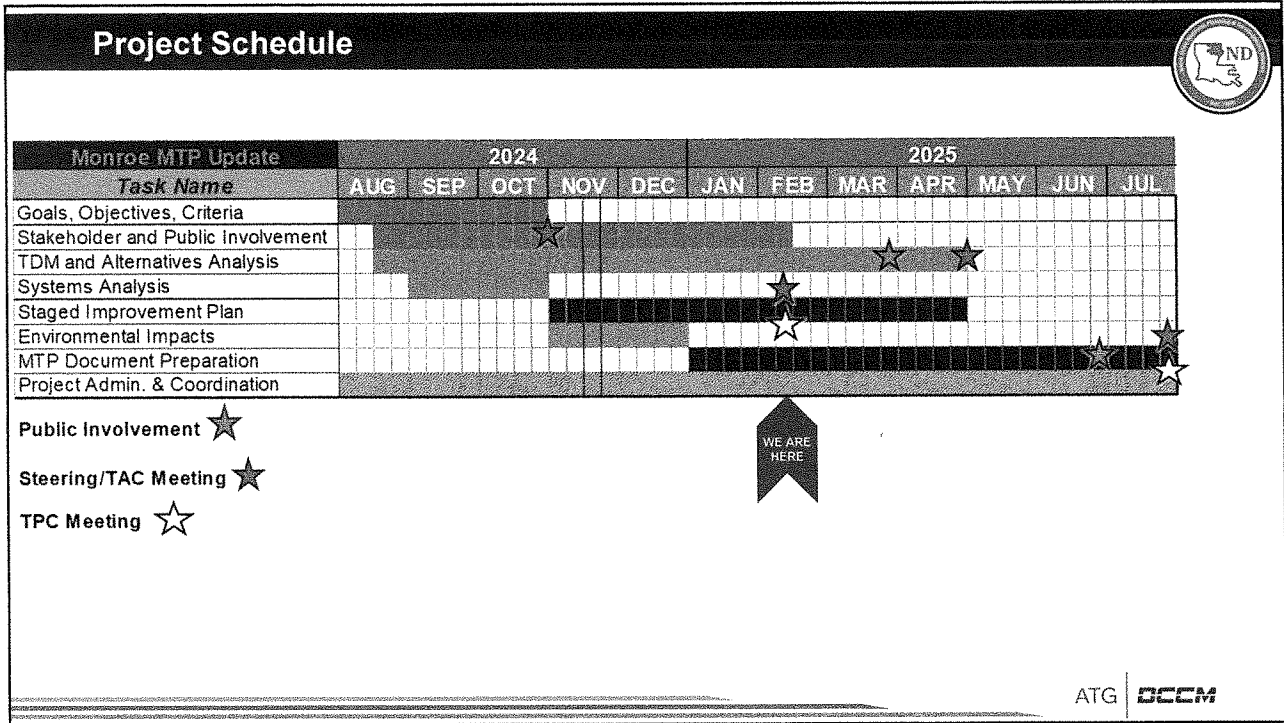 Project Schedule
ND
Monroe MTP Update 2024 2025
Task Name AUG SEP OCT NOV DEC JAN FEB MAR APR MAY JUN JUL
Goals, Objectives, Criteria
Stakeholder and Public Involvement
TDM and Alternatives Analysis
Systems Analysis
Staged Improvement Plan
Environmental Impacts
MTP Document Preparation
Project Admin. & Coordination
Public Involvement
WE ARE
HERE
Steering/TAC Meeting
TPC Meeting
ATG DCCM